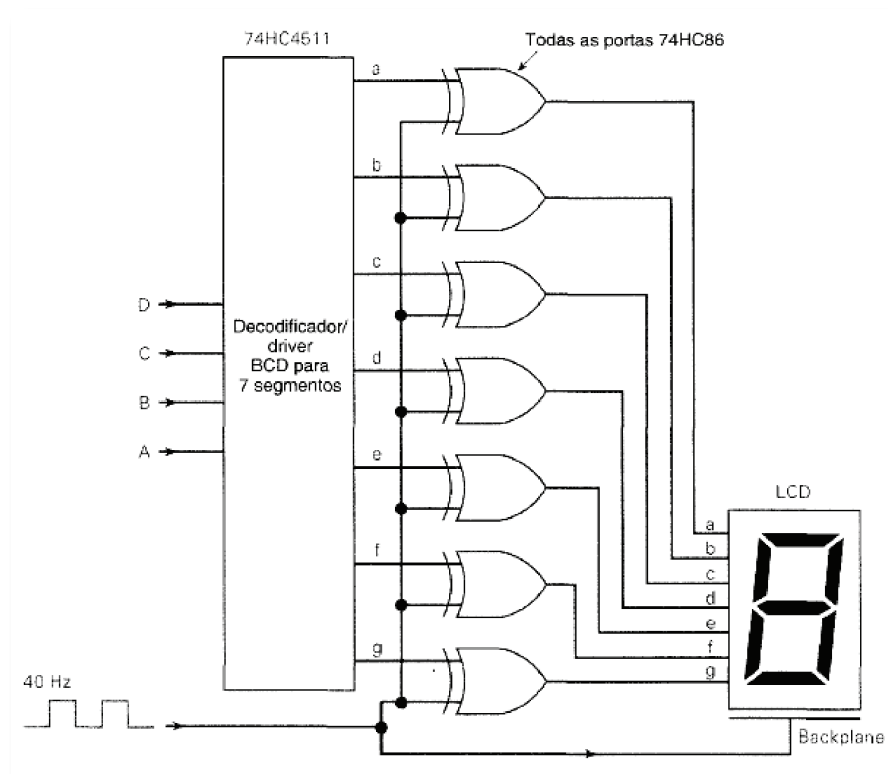 74HC4511
Todas as portas 74HC86
a
b
c
d
e
f
g
D
C
B
A
Decodificador/
driver
BCD para
7 segmentos
LCD
a
b
c
d
e
f
g
40 Hz
Backplane